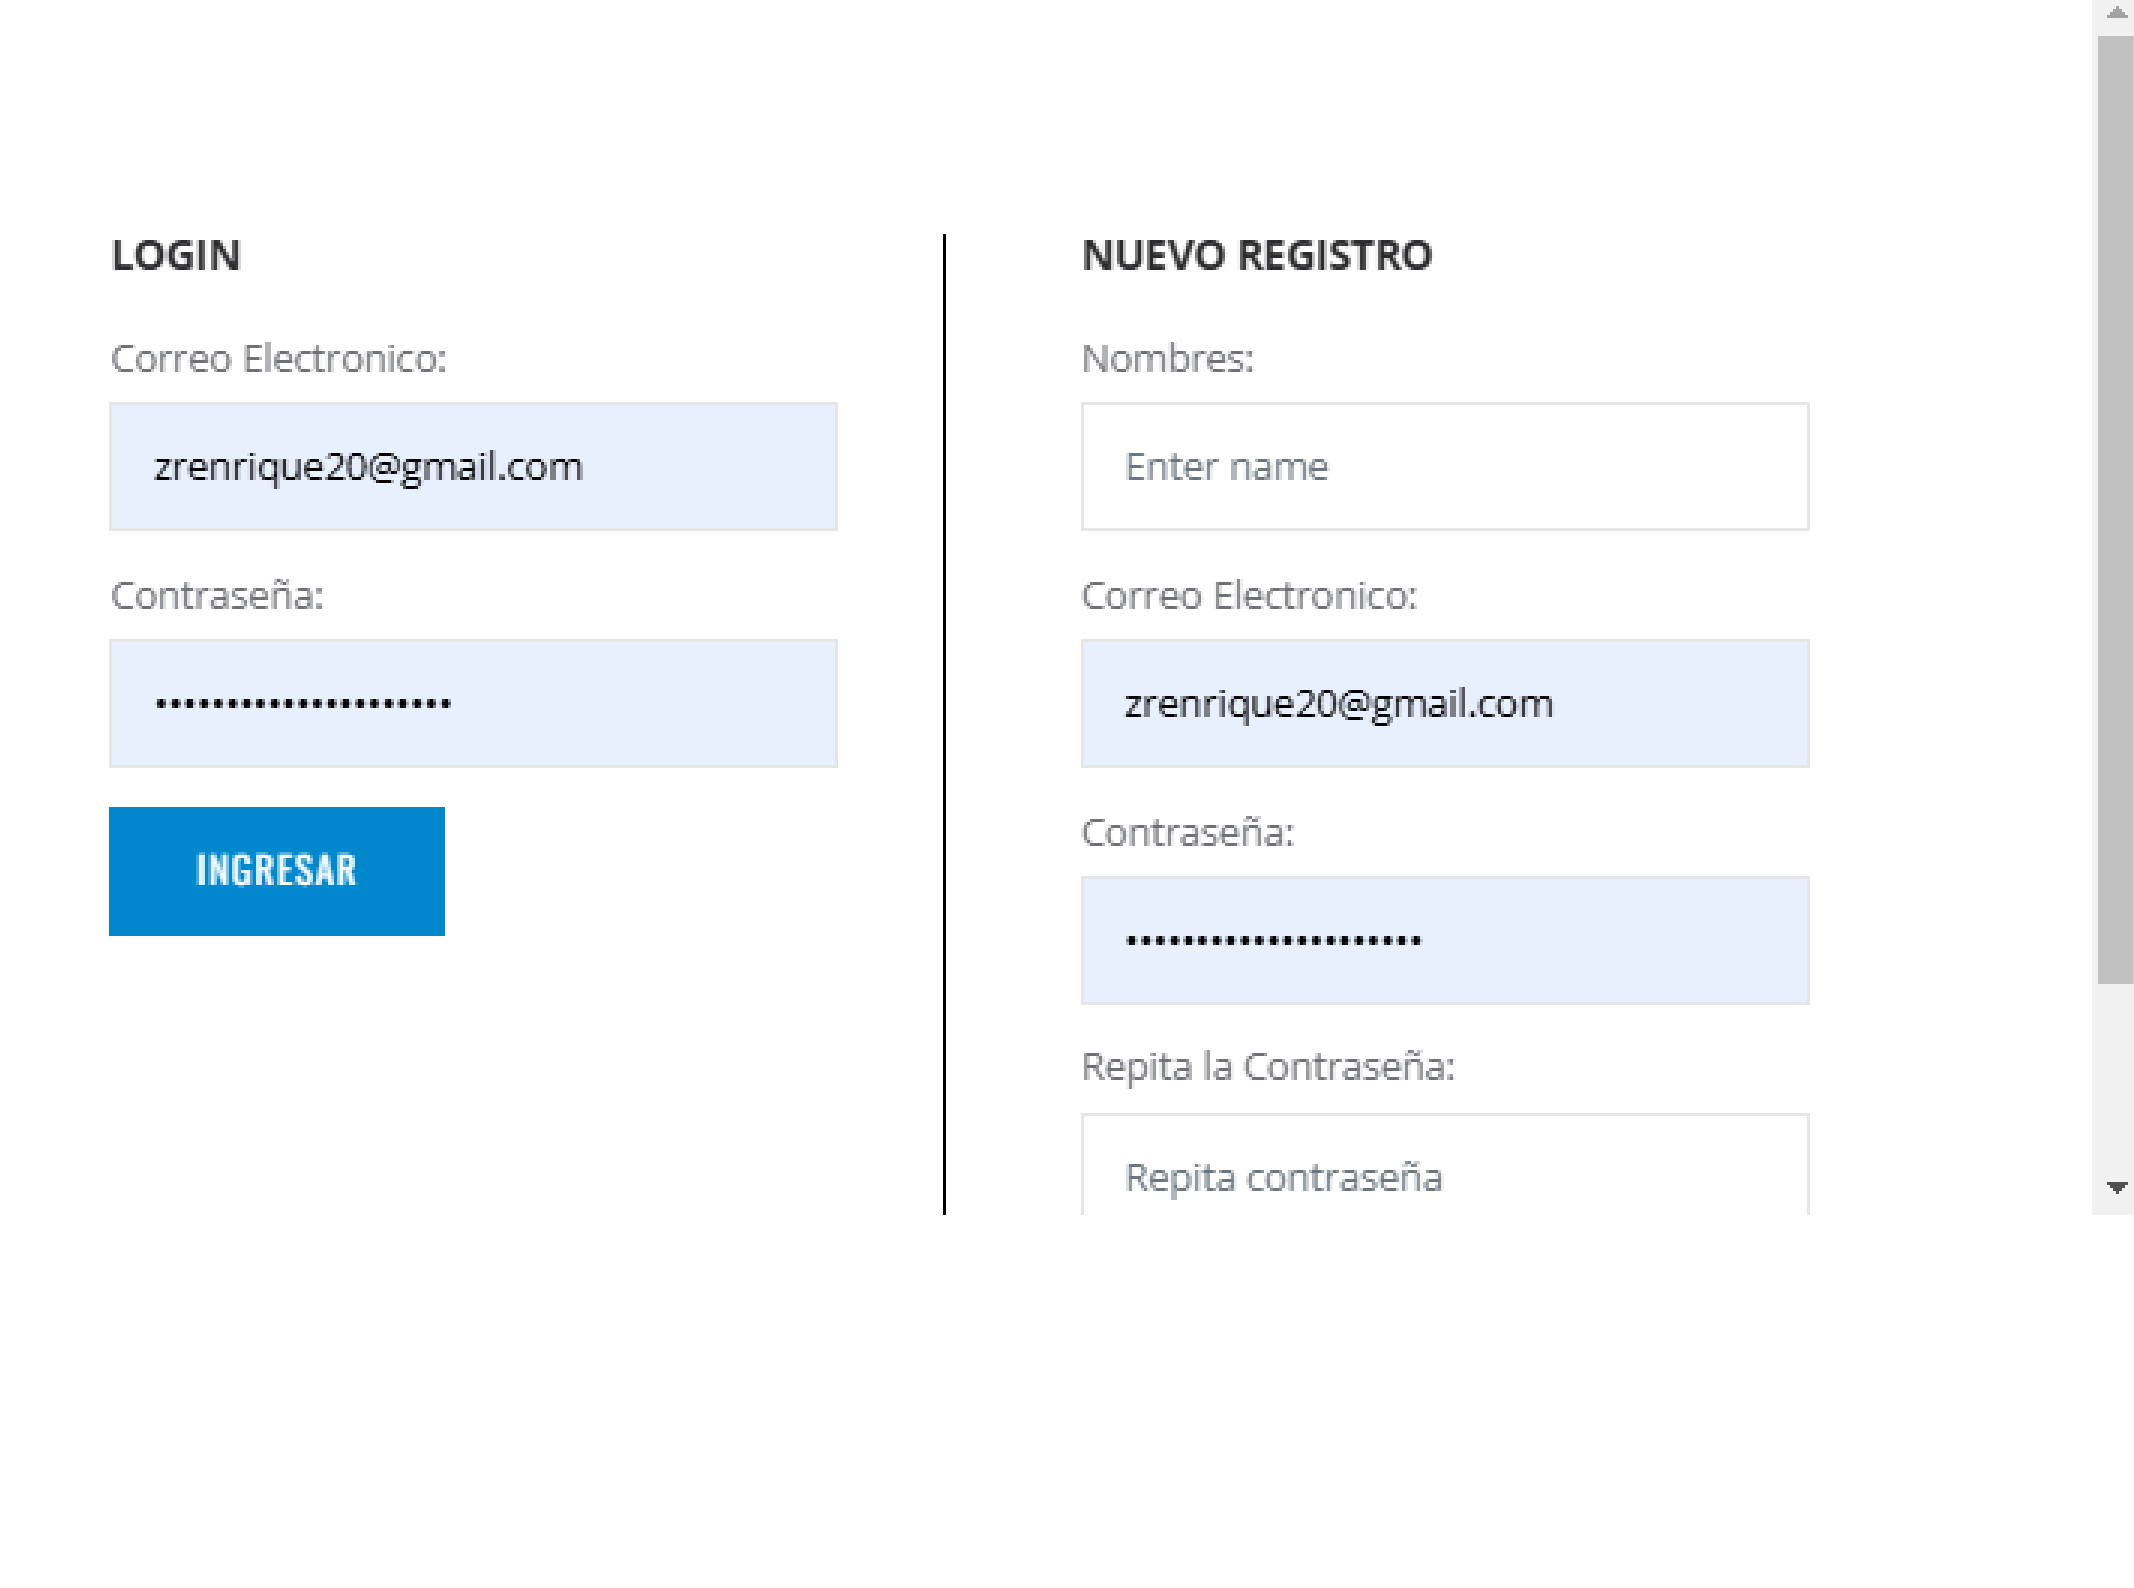 LOGIN
Correo Electronico:
zrenrique20@gmail.com
Contraseña:
•••••••••••••••••••••
INGRESAR
NUEVO REGISTRO
Nombres:
Enter name
Correo Electronico:
zrenrique20@gmail.com
Contraseña:
•••••••••••••••••••••
Repita la Contraseña:
Repita contraseña